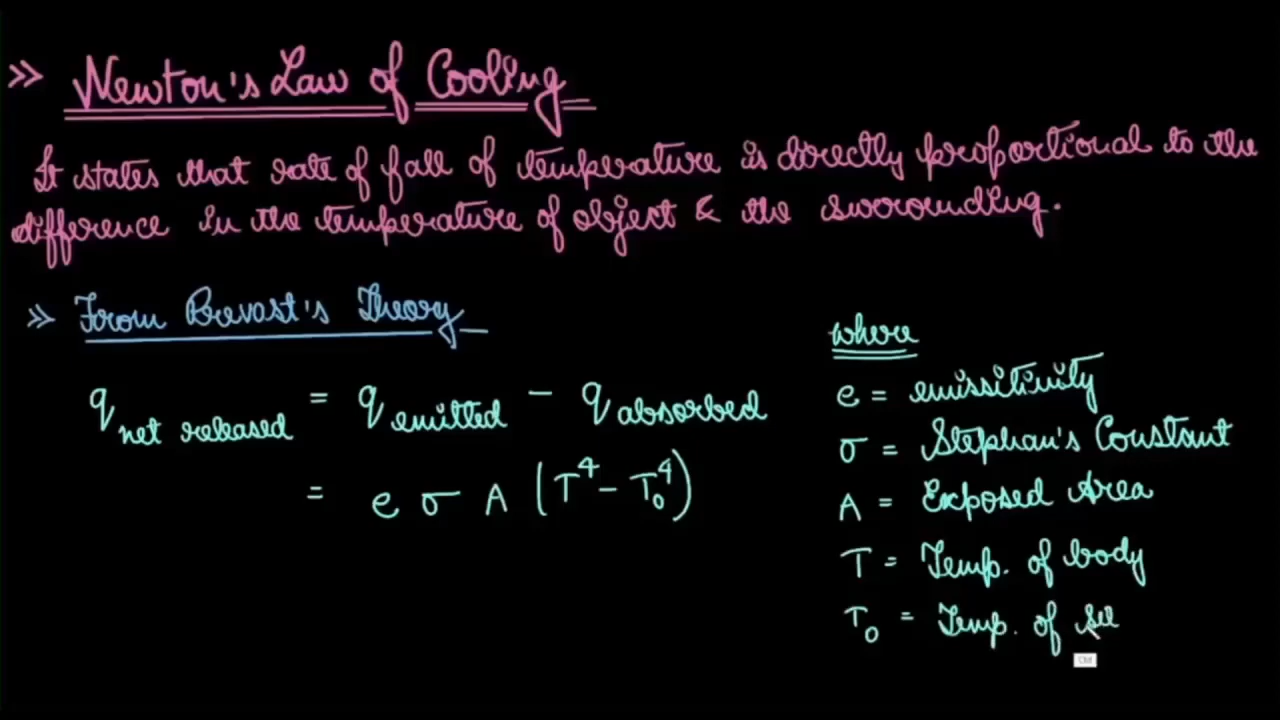 » Newton's Law of Cooling
It states that rate of fall of temperature is directly proportional to the
difference in the temperature of object & the surrounding.
» From Prevost's Theory
q net released = q emitted - q absorbed
= e σ A (T⁴ - T₀⁴)
where
e = emissitivity
σ = Stephan's Constant
A = Exposed Area
T = Temp. of body
T₀ = Temp. of su